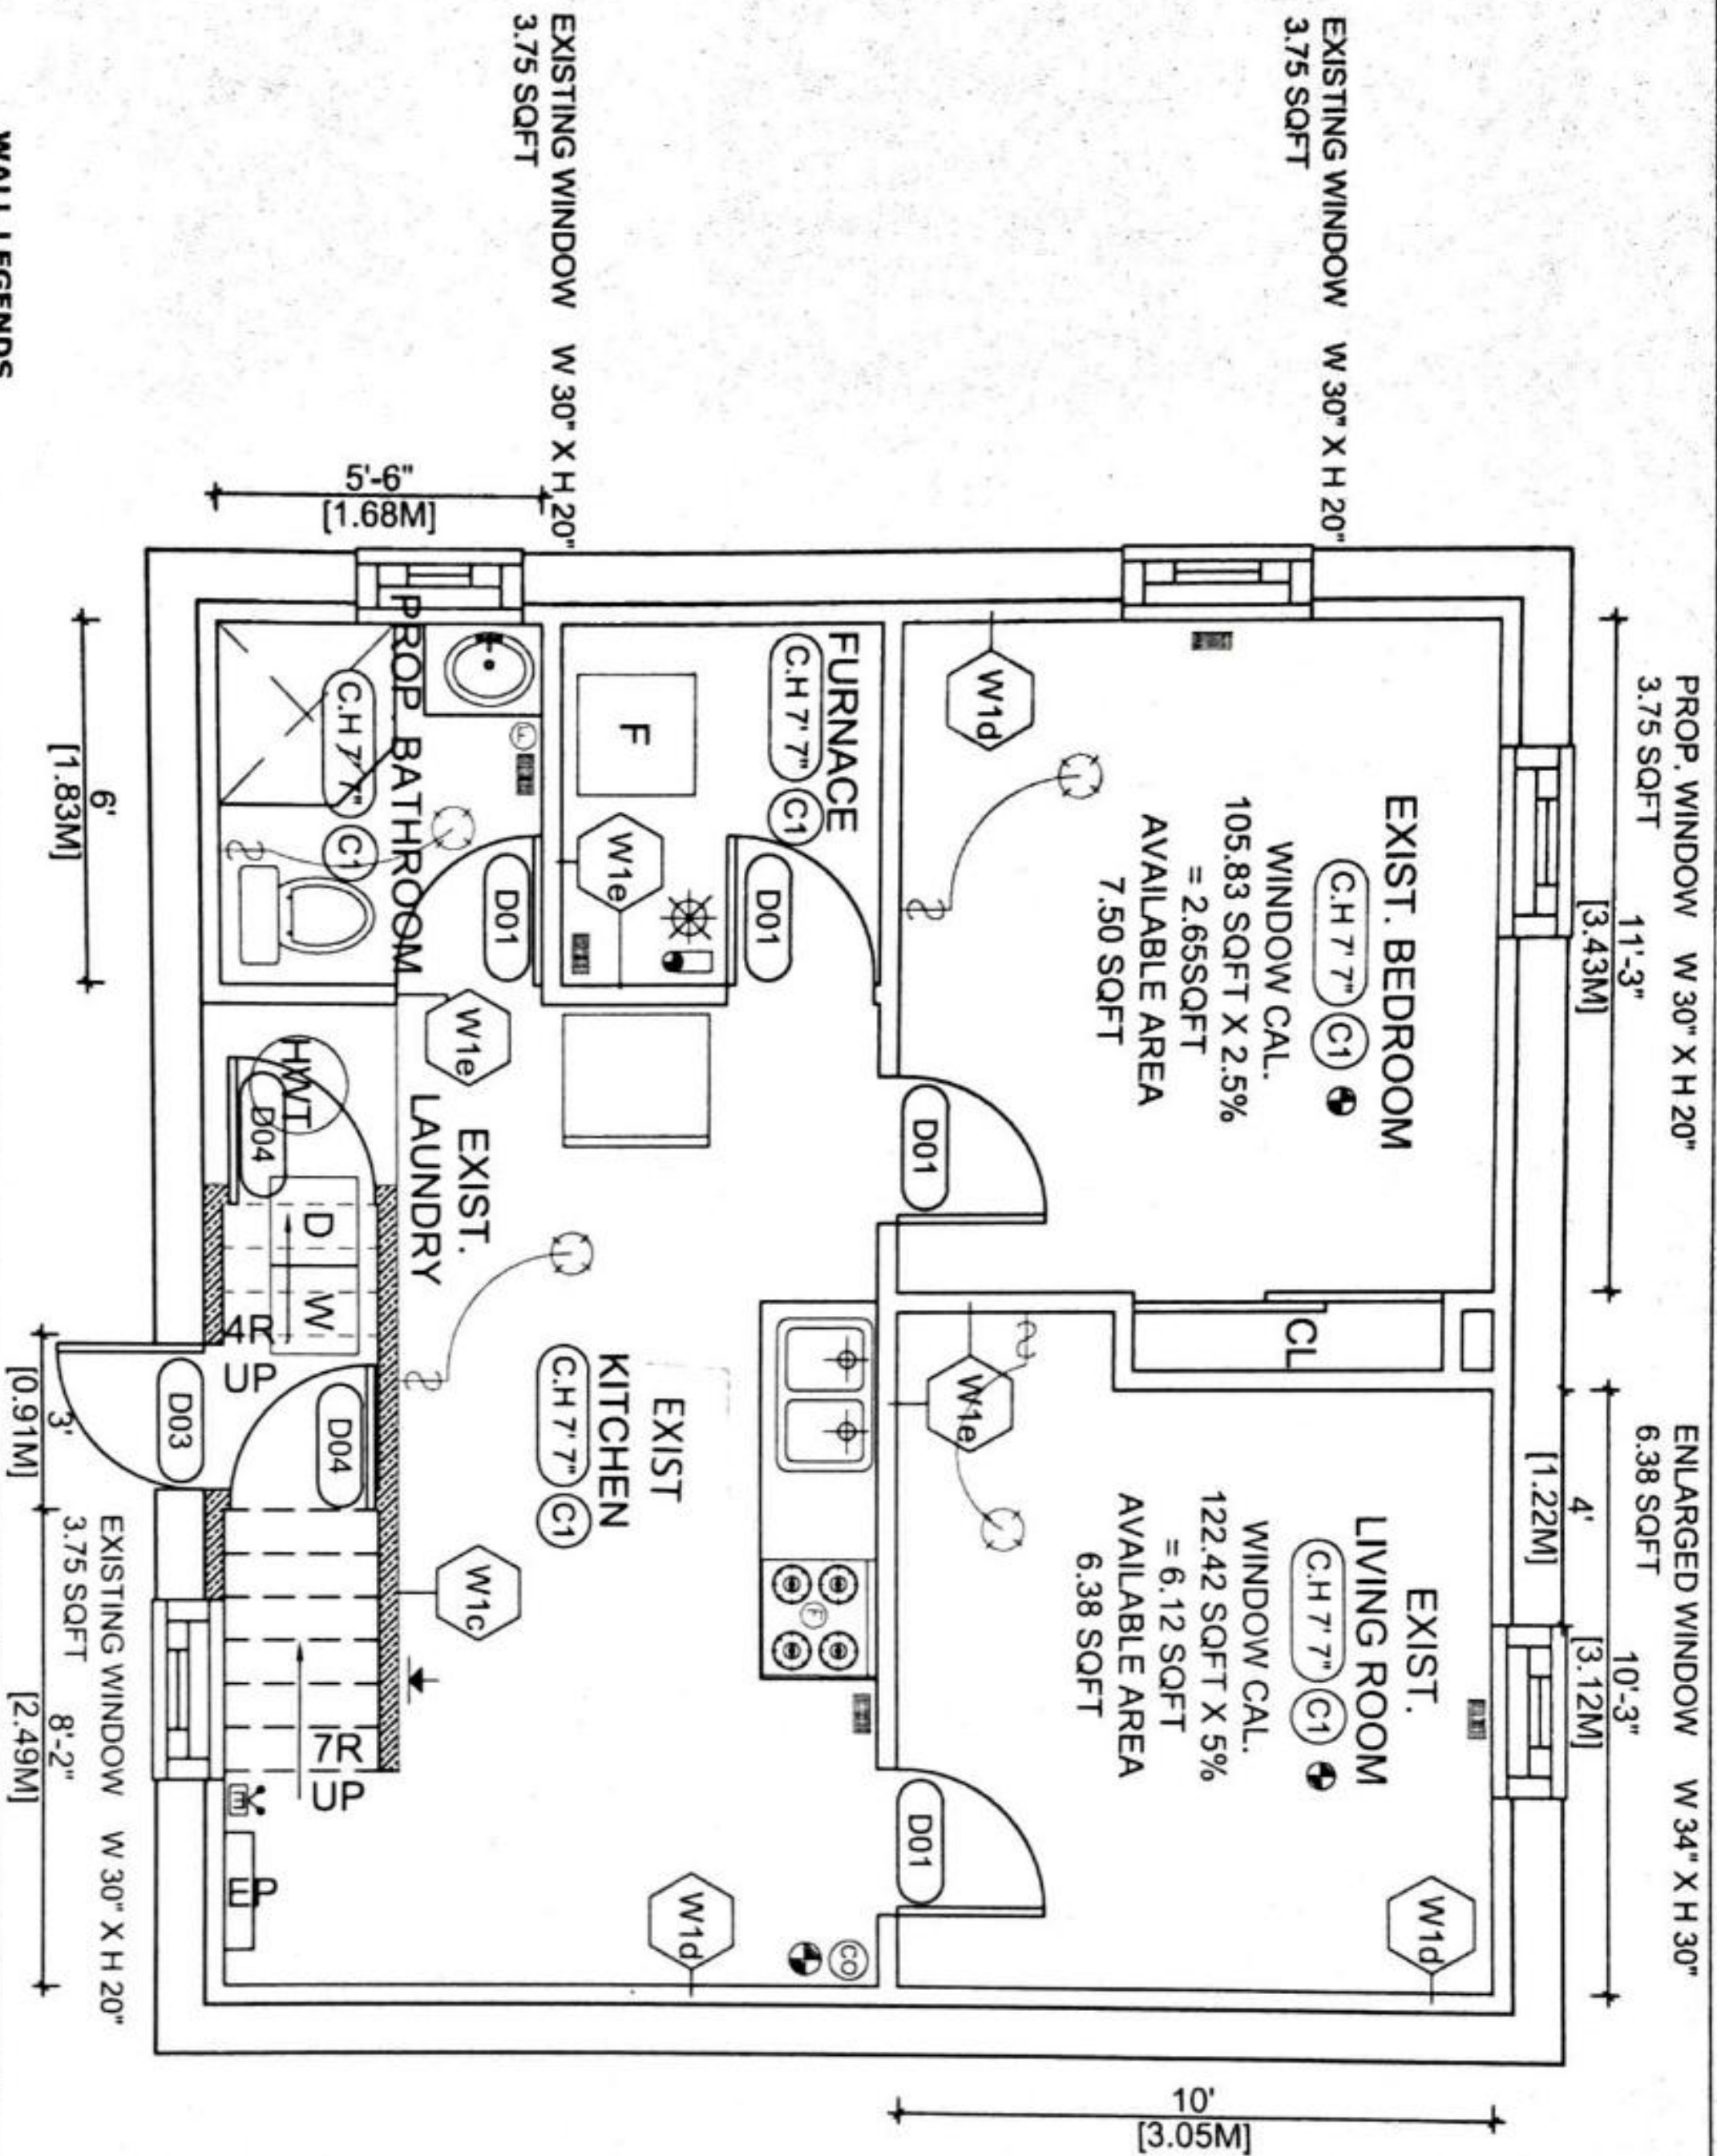 PROP. WINDOW W 30" X H 20"
3.75 SQFT
11'-3"
[3.43M]
ENLARGED WINDOW W 34" X H 30"
6.38 SQFT
10'-3"
[3.12M]
4'
[1.22M]
10'
[3.05M]
EXISTING WINDOW W 30" X H 20"
3.75 SQFT
EXISTING WINDOW W 30" X H 20"
3.75 SQFT
5'-6"
[1.68M]
EXIST. BEDROOM
C.H 7' 7" C1
WINDOW CAL.
105.83 SQFT X 2.5%
= 2.65SQFT
AVAILABLE AREA
7.50 SQFT
W1d
D01
CL
EXIST.
LIVING ROOM
C.H 7' 7" C1
WINDOW CAL.
122.42 SQFT X 5%
= 6.12 SQFT
AVAILABLE AREA
6.38 SQFT
W1d
W1e
D01
FURNACE
C.H 7' 7" C1
F
W1e
D01
D01
PROP. BATHROOM
C.H 7' 7" C1
W1e
EXIST.
LAUNDRY
HWT
D04
D
W
4R
UP
EXIST
KITCHEN
C.H 7' 7" C1
F
W1c
W1d
CO
D04
D03
7R
UP
E
EP
6'
[1.83M]
3'
[0.91M]
8'-2"
[2.49M]
EXISTING WINDOW W 30" X H 20"
3.75 SQFT
WALL LEGENDS